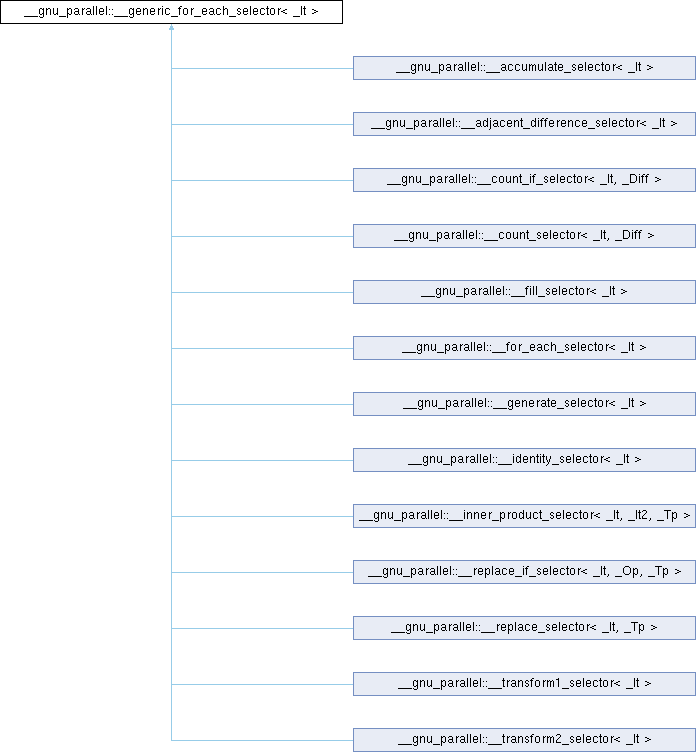 __gnu_parallel::__generic_for_each_selector< _It >
__gnu_parallel::__accumulate_selector< _It >
__gnu_parallel::__adjacent_difference_selector< _It >
__gnu_parallel::__count_if_selector< _It, _Diff >
__gnu_parallel::__count_selector< _It, _Diff >
__gnu_parallel::__fill_selector< _It >
__gnu_parallel::__for_each_selector< _It >
__gnu_parallel::__generate_selector< _It >
__gnu_parallel::__identity_selector< _It >
__gnu_parallel::__inner_product_selector< _It, _It2, _Tp >
__gnu_parallel::__replace_if_selector< _It, _Op, _Tp >
__gnu_parallel::__replace_selector< _It, _Tp >
__gnu_parallel::__transform1_selector< _It >
__gnu_parallel::__transform2_selector< _It >